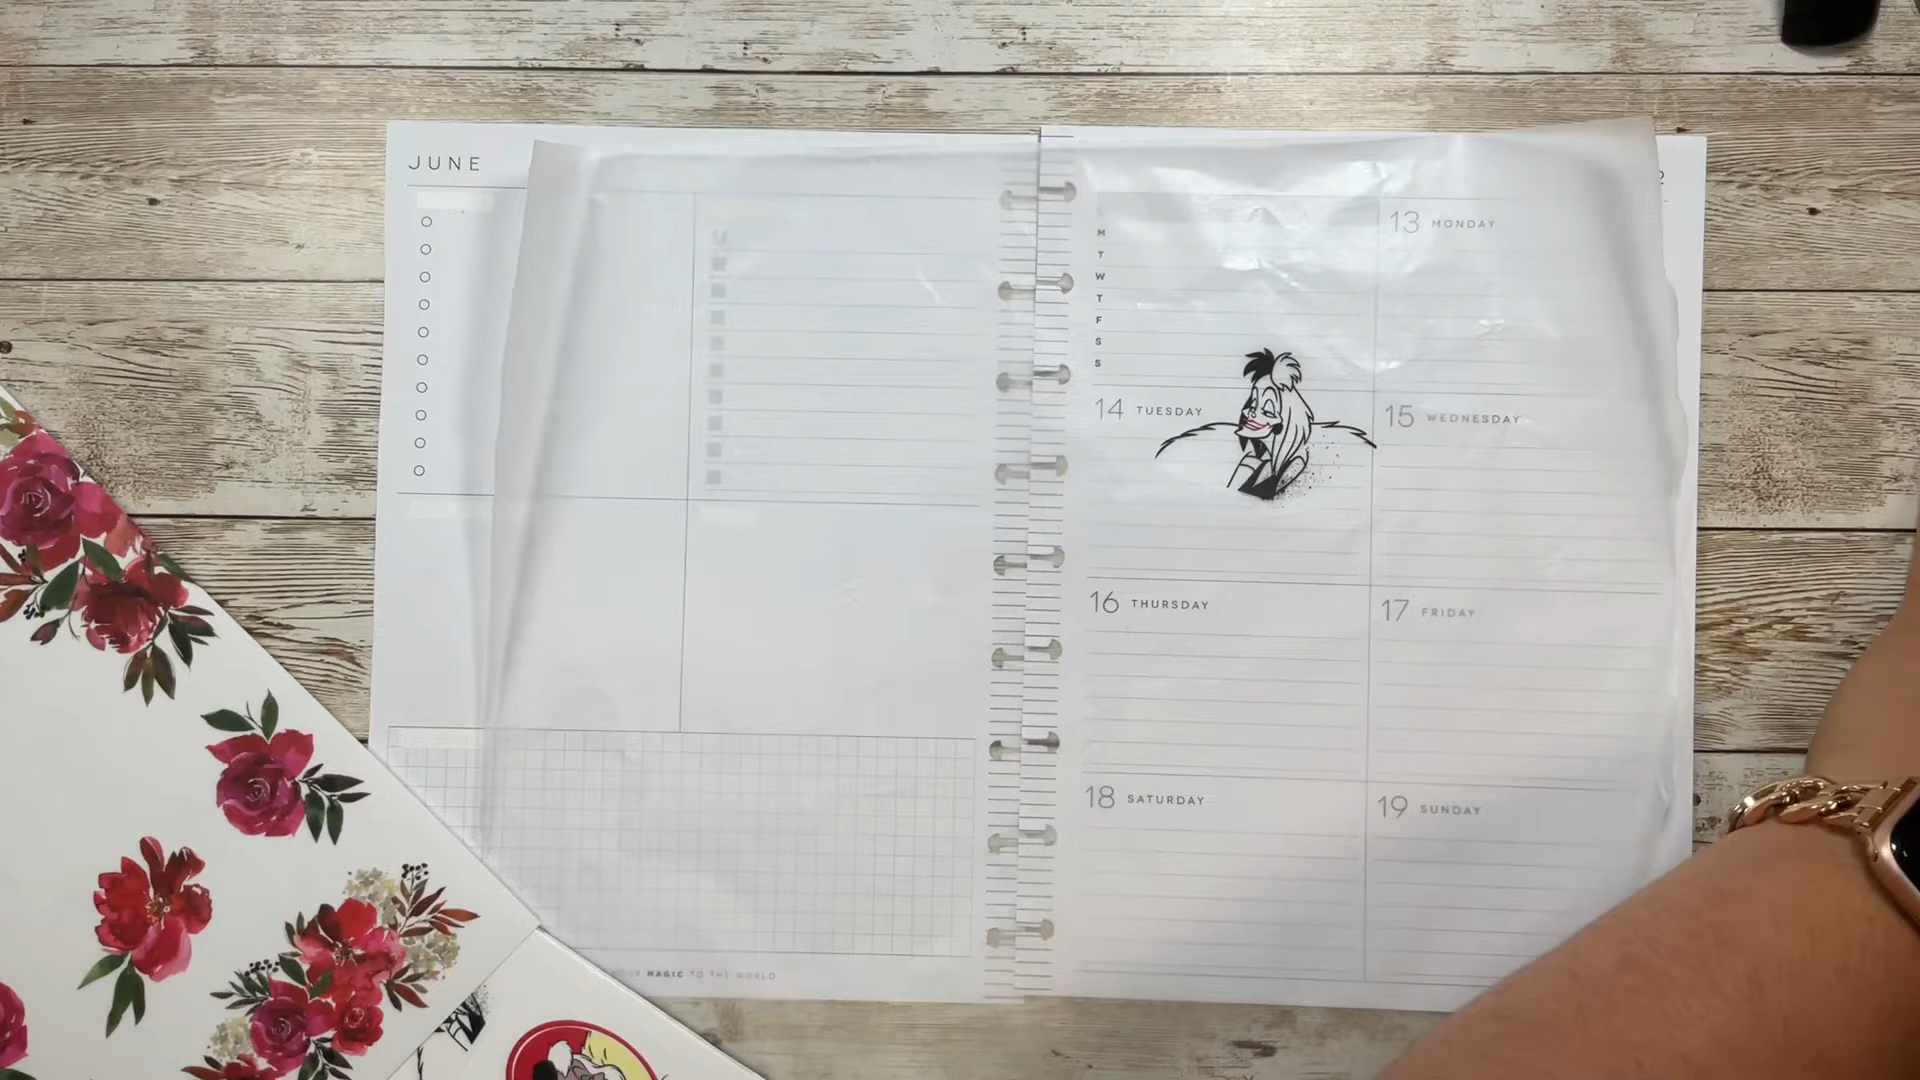 JUNE
13 MONDAY
M
T
W
T
F
S
S
14 TUESDAY
15 WEDNESDAY
16 THURSDAY
17 FRIDAY
18 SATURDAY
19 SUNDAY
MAGIC TO THE WORLD